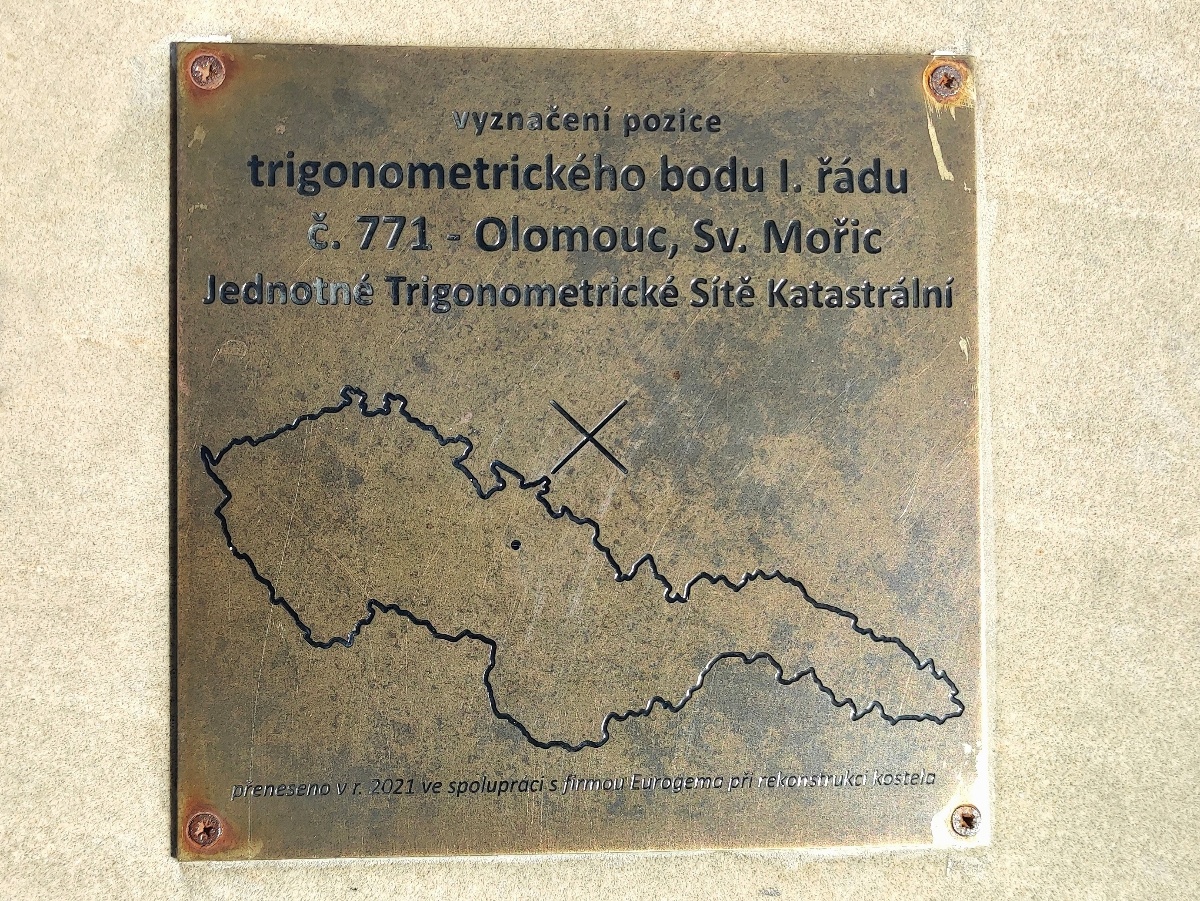 vyznačení pozice
trigonometrického bodu I. řádu
č. 771 - Olomouc, Sv. Mořic
Jednotné Trigonometrické Sítě Katastrální
přeneseno v r. 2021 ve spolupráci s firmou Eurogema při rekonstrukci kostela